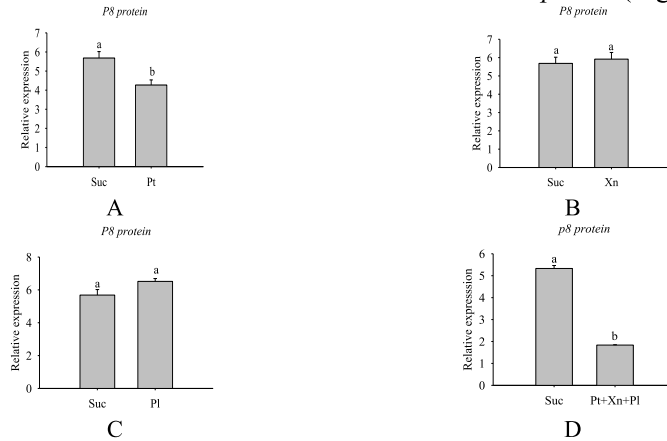 P8 protein
Relative expression
7
6
5
4
3
2
1
0
a
b
Suc
Pt
A
P8 protein
Relative expression
7
6
5
4
3
2
1
0
a
a
Suc
Xn
B
P8 protein
Relative expression
8
6
4
2
0
a
a
Suc
Pl
C
p8 protein
Relative expresssion
6
5
4
3
2
1
0
a
b
Suc
Pt+Xn+Pl
D